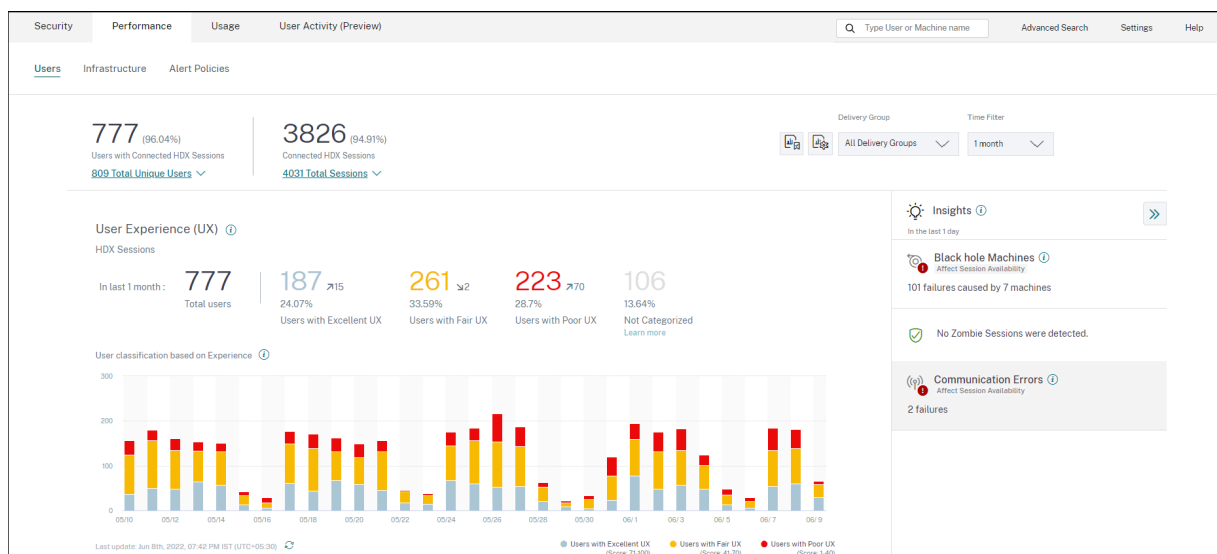 Security Performance Usage User Activity (Preview) Type User or Machine name Advanced Search Settings Help
Users Infrastructure Alert Policies
777 (96.04%)
Users with Connected HDX Sessions
809 Total Unique Users
3826 (94.91%)
Connected HDX Sessions
4031 Total Sessions
Delivery Group
All Delivery Groups
Time Filter
1 month
User Experience (UX)
HDX Sessions
In last 1 month :
777
Total users
187 15
24.07%
Users with Excellent UX
261 2
33.59%
Users with Fair UX
223 70
28.7%
Users with Poor UX
106
13.64%
Not Categorized
Learn more
User classification based on Experience
300
200
100
0
05/10 05/12 05/14 05/16 05/18 05/20 05/22 05/24 05/26 05/28 05/30 06/1 06/3 06/5 06/7 06/9
Last update: Jun 8th, 2022, 07:42 PM IST (UTC+05:30)
Users with Excellent UX
(Score: 71-100)
Users with Fair UX
(Score: 41-70)
Users with Poor UX
(Score: 1-40)
Insights
In the last 1 day
Black hole Machines
Affect Session Availability
101 failures caused by 7 machines
No Zombie Sessions were detected.
Communication Errors
Affect Session Availability
2 failures